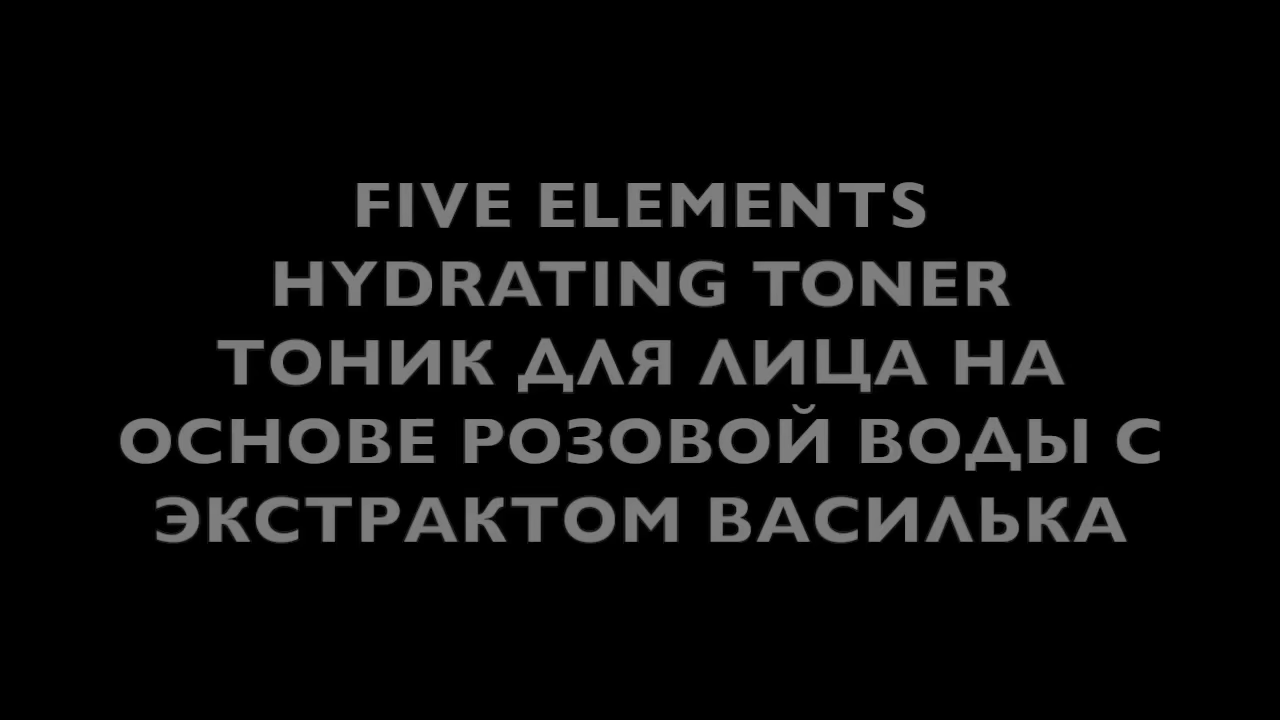 FIVE ELEMENTS
HYDRATING TONER
ТОНИК ДЛЯ ЛИЦА НА
ОСНОВЕ РОЗОВОЙ ВОДЫ С
ЭКСТРАКТОМ ВАСИЛЬКА